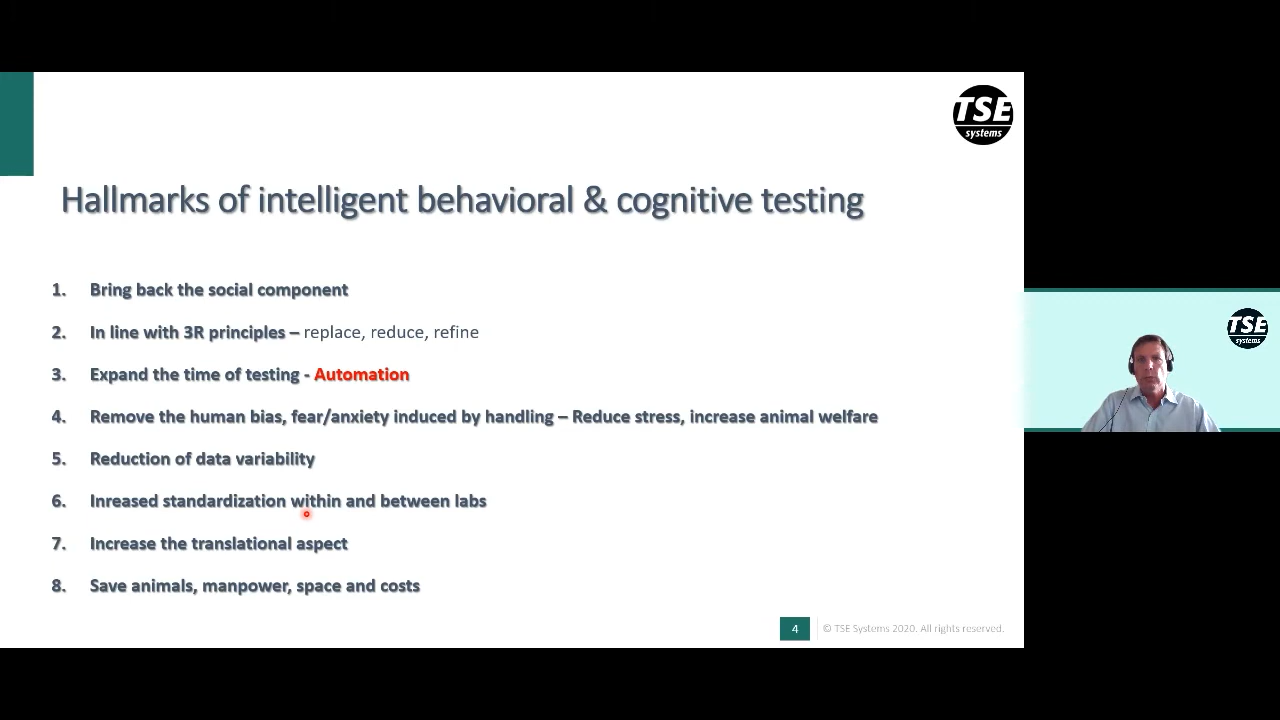 TSE
systems
Hallmarks of intelligent behavioral & cognitive testing
1. Bring back the social component
2. In line with 3R principles – replace, reduce, refine
3. Expand the time of testing - Automation
4. Remove the human bias, fear/anxiety induced by handling – Reduce stress, increase animal welfare
5. Reduction of data variability
6. Inreased standardization within and between labs
7. Increase the translational aspect
8. Save animals, manpower, space and costs
4 © TSE Systems 2020. All rights reserved.
TSE
systems